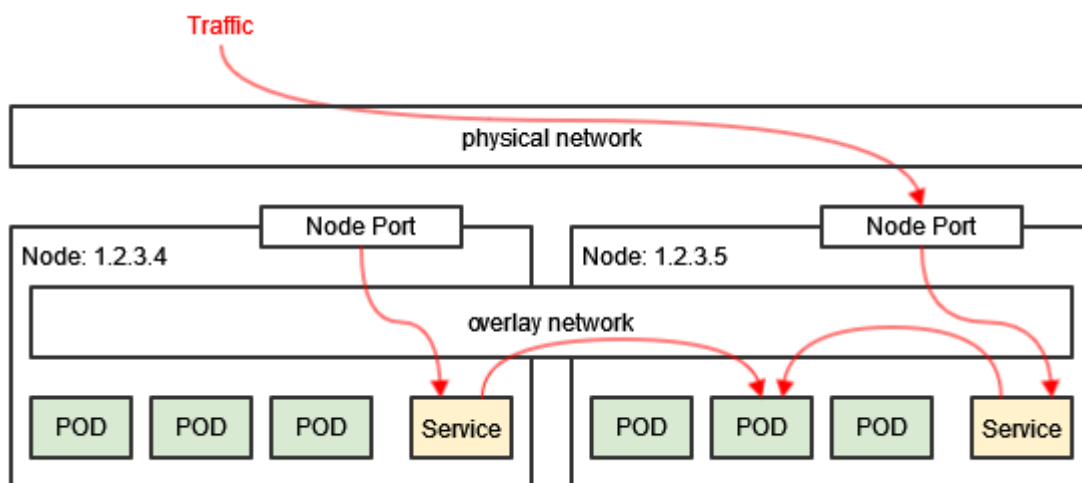 Traffic
physical network
Node Port
Node Port
Node: 1.2.3.4
Node: 1.2.3.5
overlay network
POD
POD
POD
Service
POD
POD
POD
Service